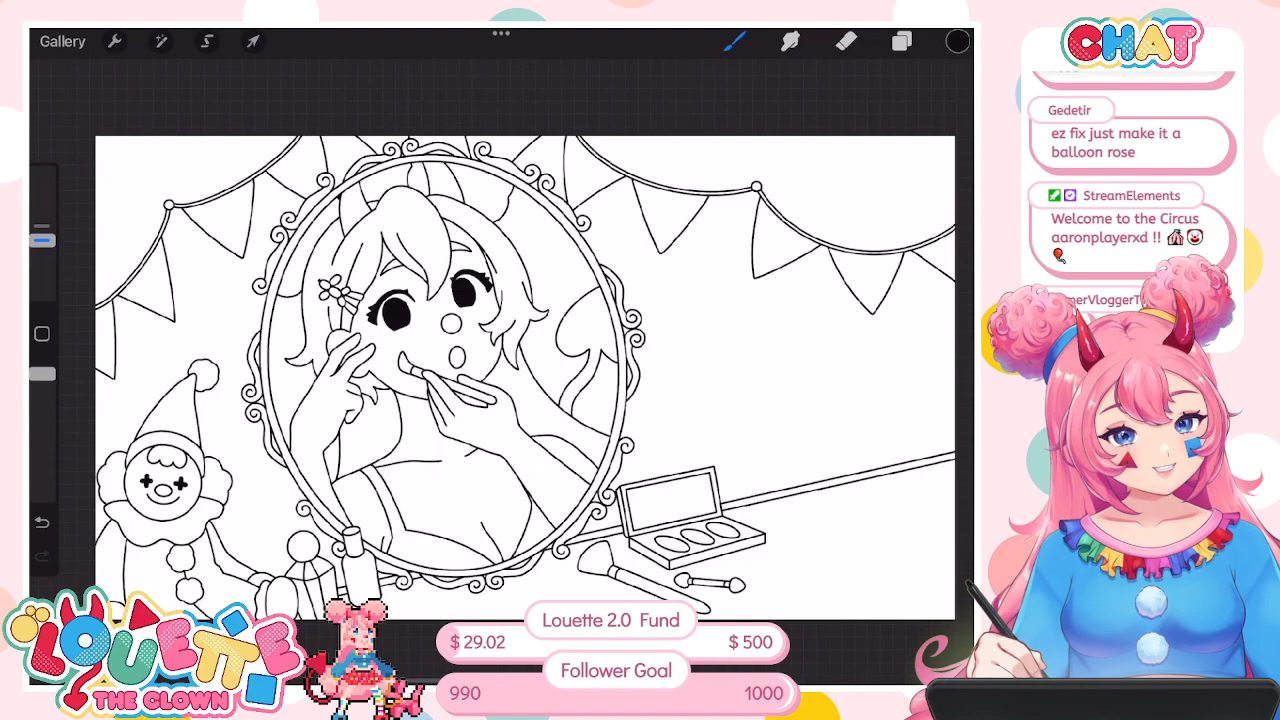 Gallery
CHAT
Gedetir
ez fix just make it a
balloon rose
StreamElements
Welcome to the Circus
aaronplayerxd !!
LOUETTE
THE CLOWN
Louette 2.0 Fund
$ 29.02
$ 500
Follower Goal
990
1000